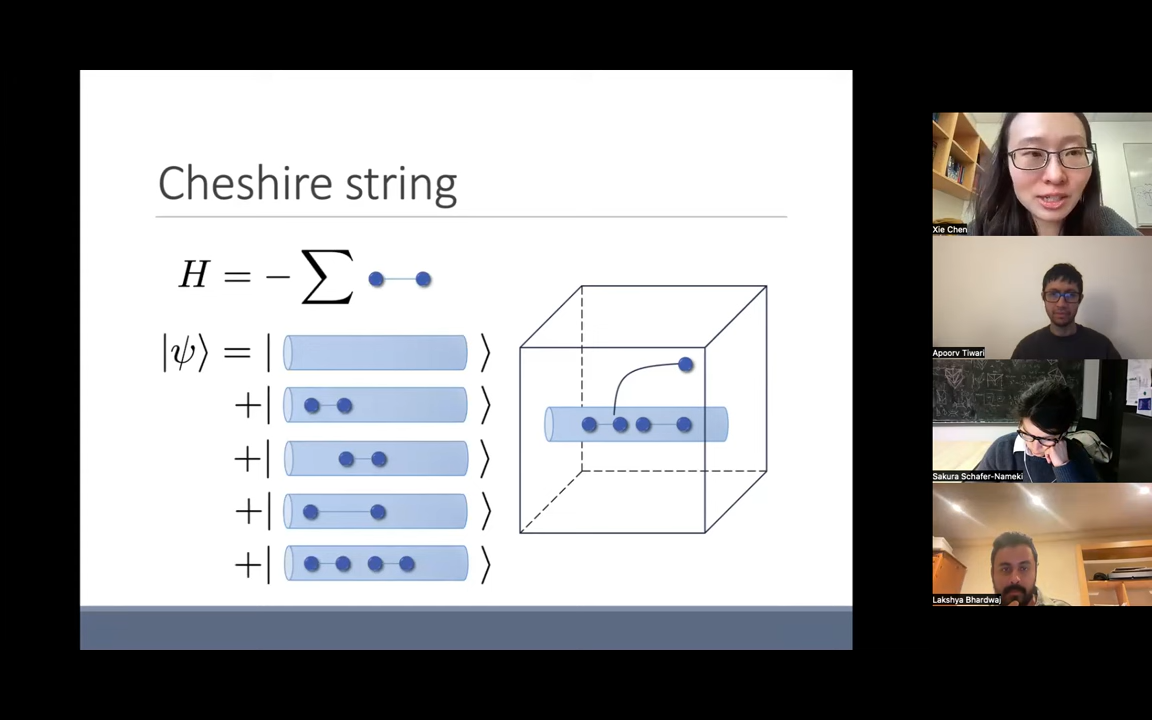 Cheshire string
H = − ∑
|ψ⟩ = | ⟩
+| ⟩
+| ⟩
+| ⟩
+| ⟩
Xie Chen
Apoorv Tiwari
Sakura Schafer-Nameki
Lakshya Bhardwaj